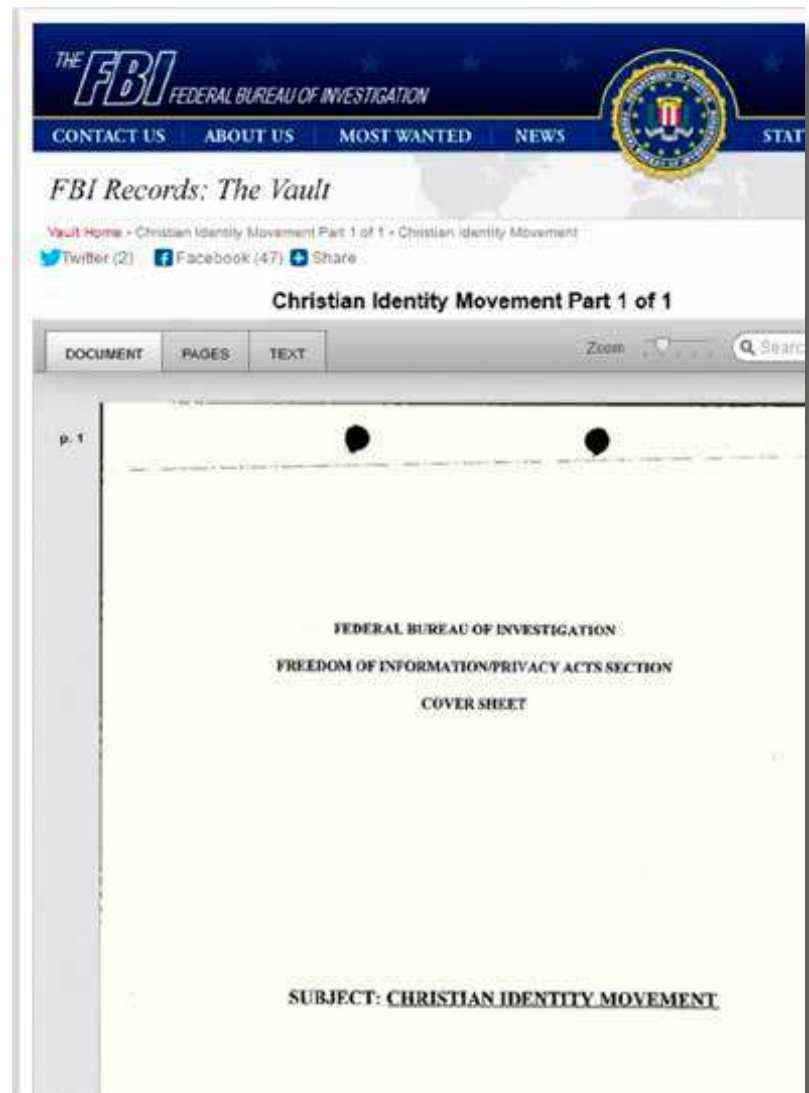 THE FBI FEDERAL BUREAU OF INVESTIGATION
CONTACT US ABOUT US MOST WANTED NEWS STAT
FBI Records: The Vault
Vault Home • Christian Identity Movement Part 1 of 1 • Christian Identity Movement
Twitter (2) Facebook (47) Share
Christian Identity Movement Part 1 of 1
DOCUMENT PAGES TEXT Zoom Searc
p. 1
FEDERAL BUREAU OF INVESTIGATION
FREEDOM OF INFORMATION/PRIVACY ACTS SECTION
COVER SHEET
SUBJECT: CHRISTIAN IDENTITY MOVEMENT